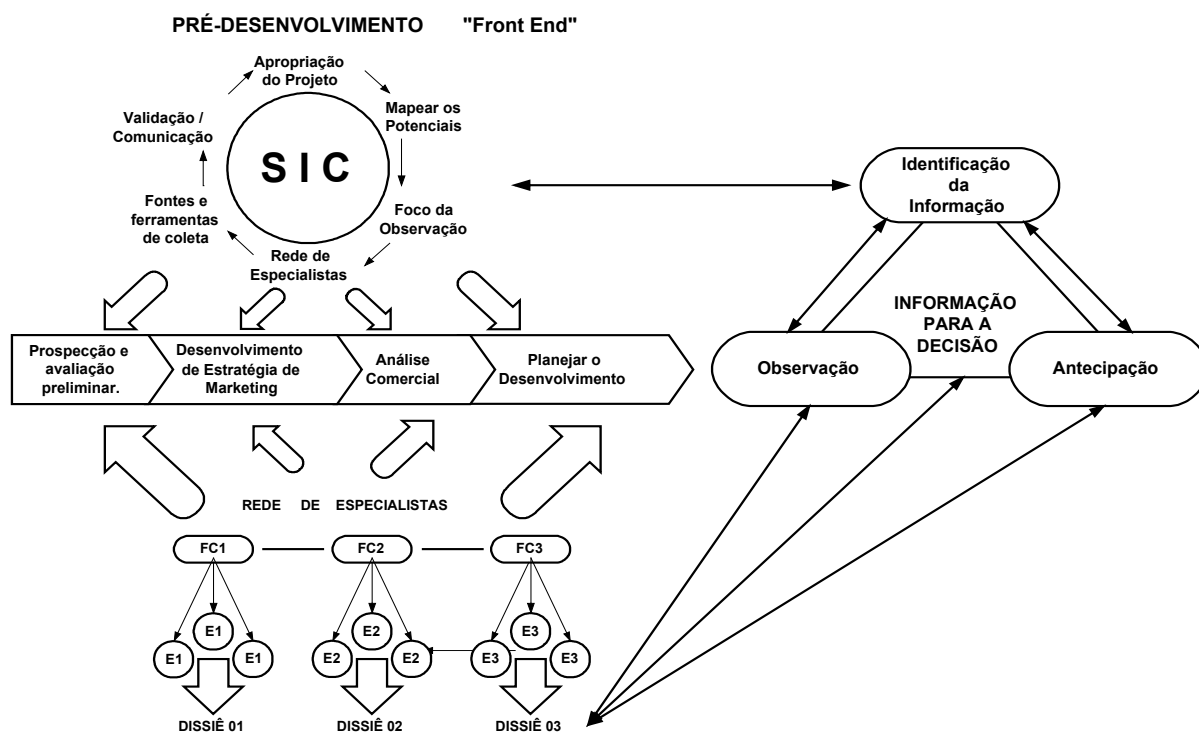 PRÉ-DESENVOLVIMENTO "Front End"
Apropriação
do Projeto
Mapear os
Potenciais
Foco da
Observação
Rede de
Especialistas
Fontes e
ferramentas
de coleta
Validação /
Comunicação
S I C
Identificação
da
Informação
INFORMAÇÃO
PARA A
DECISÃO
Observação
Antecipação
Prospecção e
avaliação
preliminar.
Desenvolvimento
de Estratégia de
Marketing
Análise
Comercial
Planejar o
Desenvolvimento
REDE DE ESPECIALISTAS
FC1
FC2
FC3
E1
E1
E1
E2
E2
E2
E3
E3
E3
DISSIÊ 01
DISSIÊ 02
DISSIÊ 03